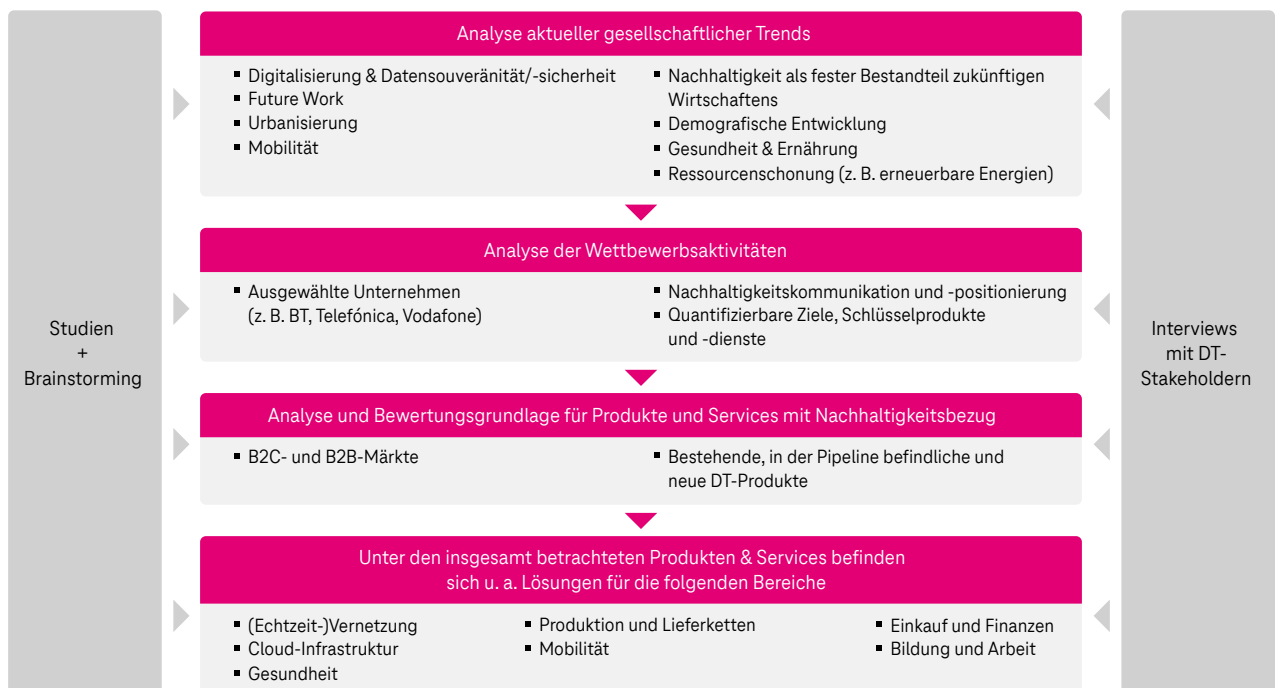 Studien
+
Brainstorming
Analyse aktueller gesellschaftlicher Trends
▪ Digitalisierung & Datensouveränität/-sicherheit
▪ Future Work
▪ Urbanisierung
▪ Mobilität
▪ Nachhaltigkeit als fester Bestandteil zukünftigen
Wirtschaftens
▪ Demografische Entwicklung
▪ Gesundheit & Ernährung
▪ Ressourcenschonung (z. B. erneuerbare Energien)
Analyse der Wettbewerbsaktivitäten
▪ Ausgewählte Unternehmen
(z. B. BT, Telefónica, Vodafone)
▪ Nachhaltigkeitskommunikation und -positionierung
▪ Quantifizierbare Ziele, Schlüsselprodukte
und -dienste
Analyse und Bewertungsgrundlage für Produkte und Services mit Nachhaltigkeitsbezug
▪ B2C- und B2B-Märkte
▪ Bestehende, in der Pipeline befindliche und
neue DT-Produkte
Unter den insgesamt betrachteten Produkten & Services befinden
sich u. a. Lösungen für die folgenden Bereiche
▪ (Echtzeit-)Vernetzung
▪ Cloud-Infrastruktur
▪ Gesundheit
▪ Produktion und Lieferketten
▪ Mobilität
▪ Einkauf und Finanzen
▪ Bildung und Arbeit
Interviews
mit DT-
Stakeholdern